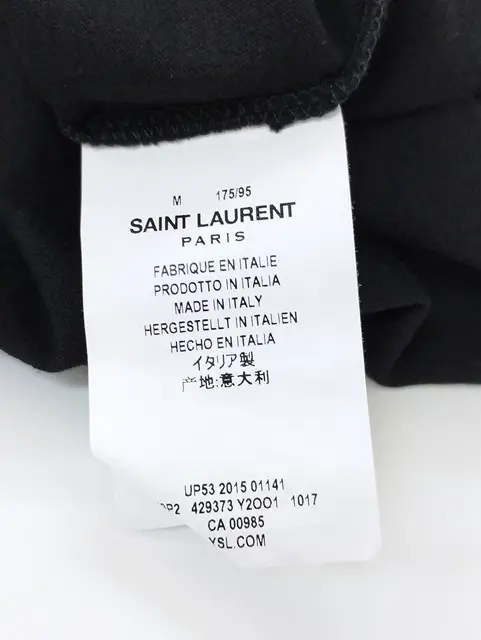 M 175/95
SAINT LAURENT
PARIS
FABRIQUE EN ITALIE
PRODOTTO IN ITALIA
MADE IN ITALY
HERGESTELLT IN ITALIEN
HECHO EN ITALIA
イタリア製
产地:意大利
UP53 2015 01141
429373 Y2OO1 1017
CA 00985
YSL.COM